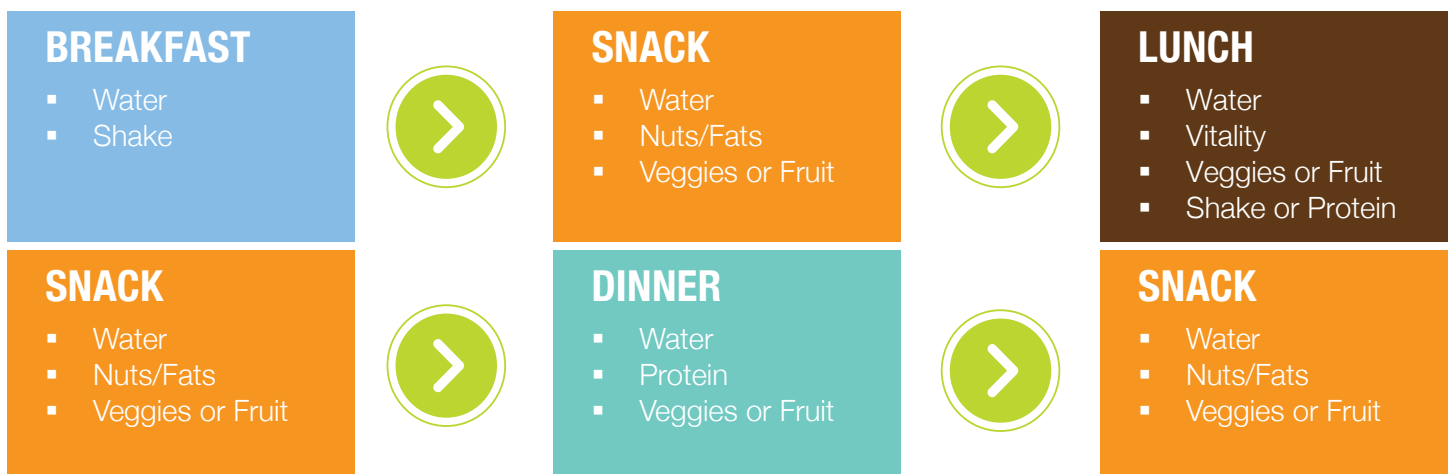 BREAKFAST
▪ Water
▪ Shake
SNACK
▪ Water
▪ Nuts/Fats
▪ Veggies or Fruit
LUNCH
▪ Water
▪ Vitality
▪ Veggies or Fruit
▪ Shake or Protein
SNACK
▪ Water
▪ Nuts/Fats
▪ Veggies or Fruit
DINNER
▪ Water
▪ Protein
▪ Veggies or Fruit
SNACK
▪ Water
▪ Nuts/Fats
▪ Veggies or Fruit